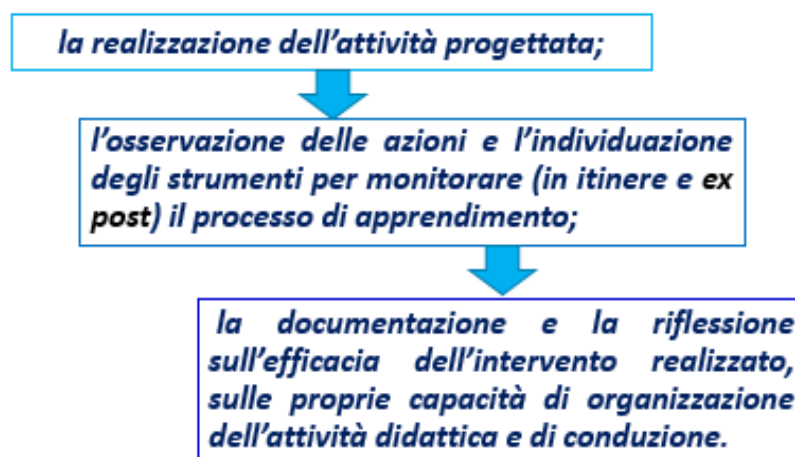 la realizzazione dell’attività progettata;
l’osservazione delle azioni e l’individuazione
degli strumenti per monitorare (in itinere e ex
post) il processo di apprendimento;
la documentazione e la riflessione
sull’efficacia dell’intervento realizzato,
sulle proprie capacità di organizzazione
dell’attività didattica e di conduzione.